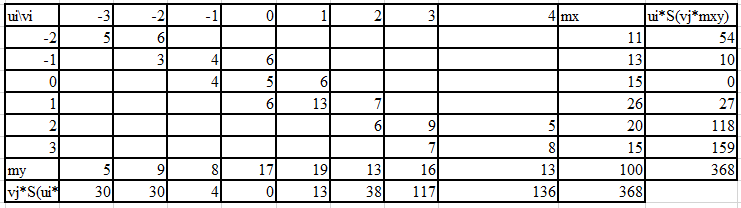 ui\vi -3 -2 -1 0 1 2 3 4 mx ui*S(vj*mxy)
-2 5 6 11 54
-1 3 4 6 13 10
0 4 5 6 15 0
1 6 13 7 26 27
2 6 9 5 20 118
3 7 8 15 159
my 5 9 8 17 19 13 16 13 100 368
vj*S(ui* 30 30 4 0 13 38 117 136 368